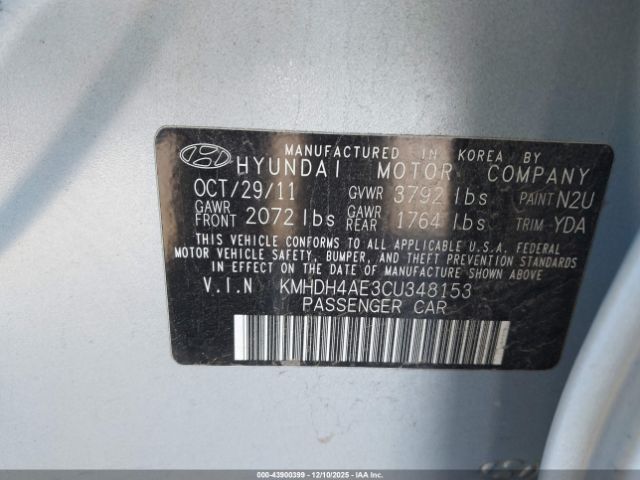 MANUFACTURED IN KOREA BY
HYUNDAI MOTOR COMPANY
OCT/29/11 GVWR 3792 lbs PAINT N2U
GAWR FRONT 2072 lbs GAWR REAR 1764 lbs TRIM YDA
THIS VEHICLE CONFORMS TO ALL APPLICABLE U.S.A. FEDERAL
MOTOR VEHICLE SAFETY, BUMPER, AND THEFT PREVENTION
STANDARDS IN EFFECT ON THE DATE OF MANUFACTURE SHOWN ABOVE.
V.I.N KMHDH4AE3CU348153
PASSENGER CAR
000-43900399 • 12/10/2025 • IAAI.COM